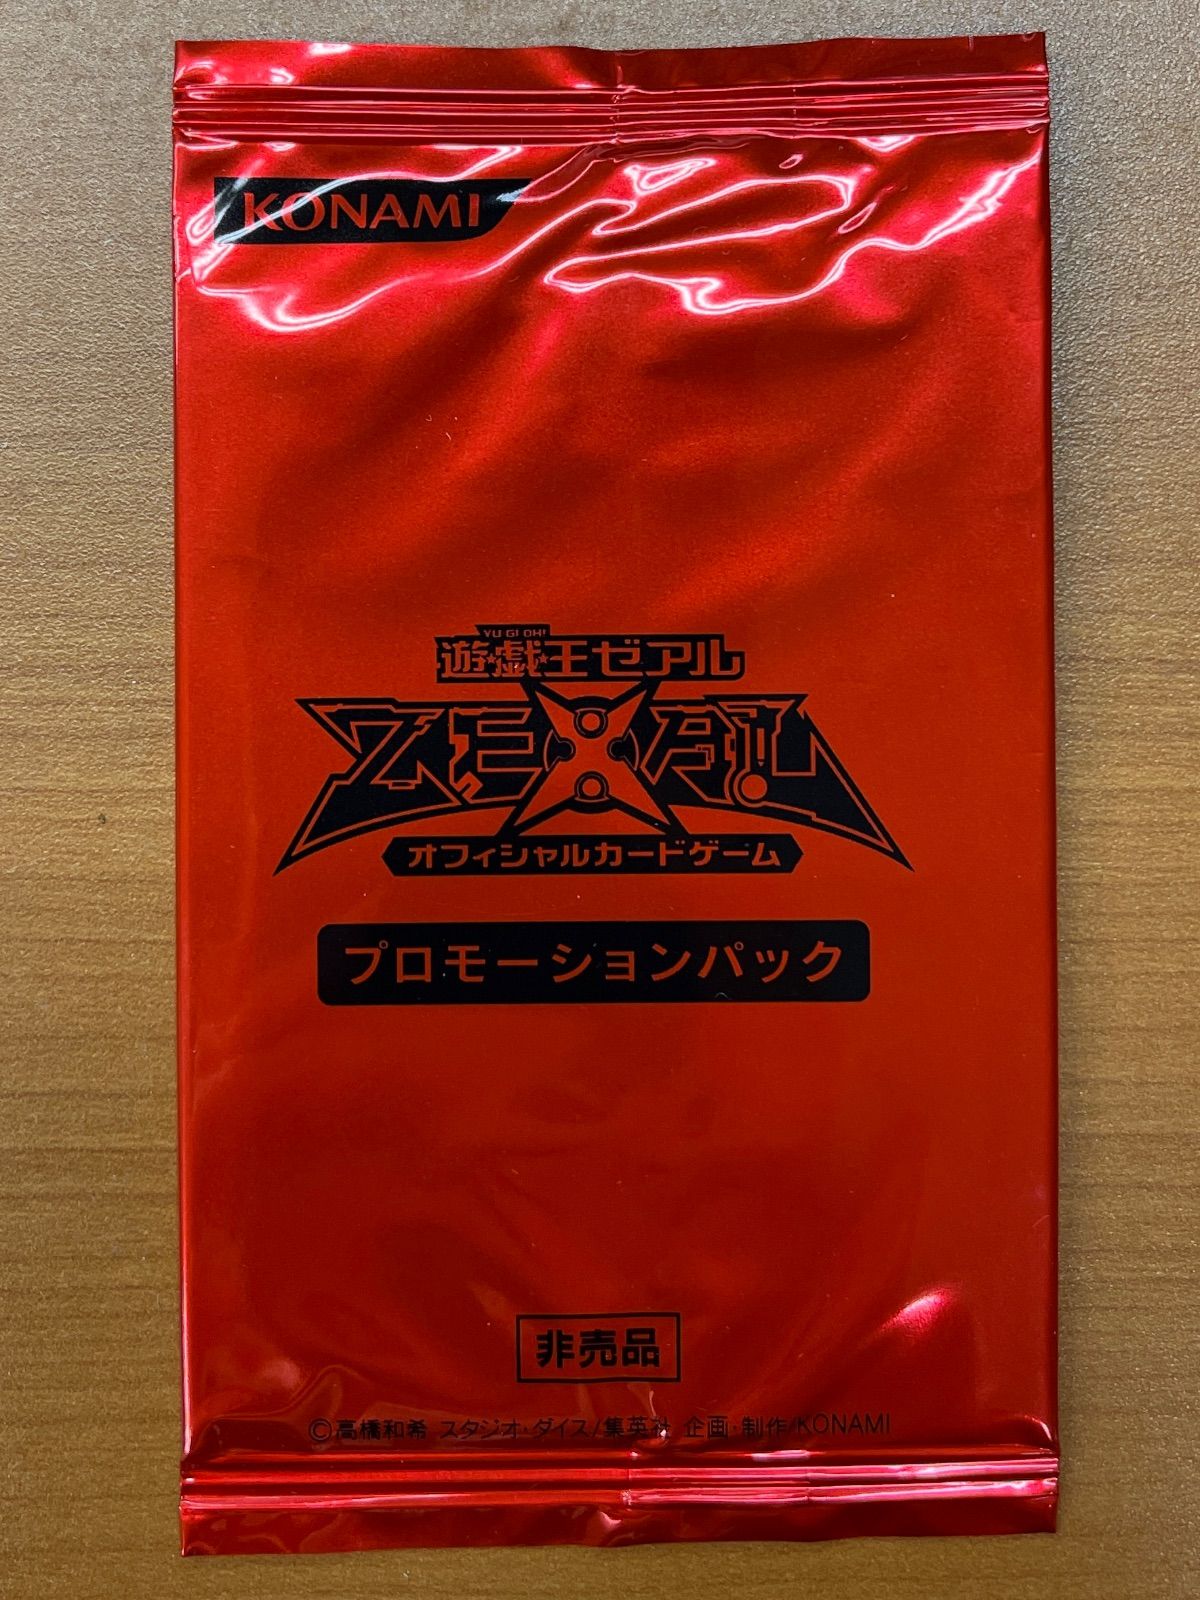 KONAMI
YU GI OH!
遊☆戯☆王ゼアル
ZEXAL
オフィシャルカードゲーム
プロモーションパック
非売品
©高橋和希 スタジオ・ダイス/集英社 企画・制作/KONAMI